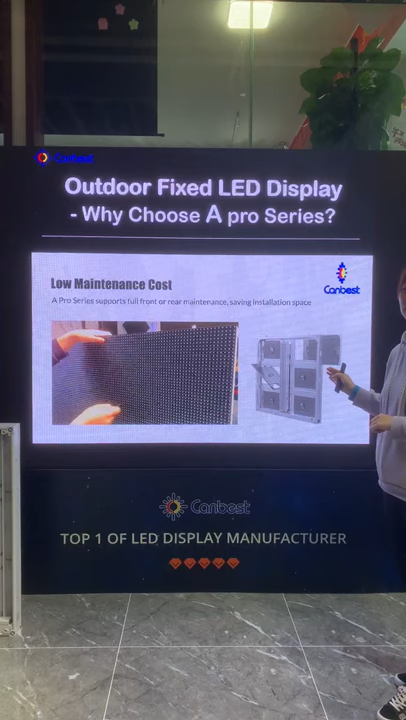 Canbest
Outdoor Fixed LED Display
- Why Choose A pro Series?
Canbest
Low Maintenance Cost
A Pro Series supports full front or rear maintenance, saving installation space
Canbest
TOP 1 OF LED DISPLAY MANUFACTURER